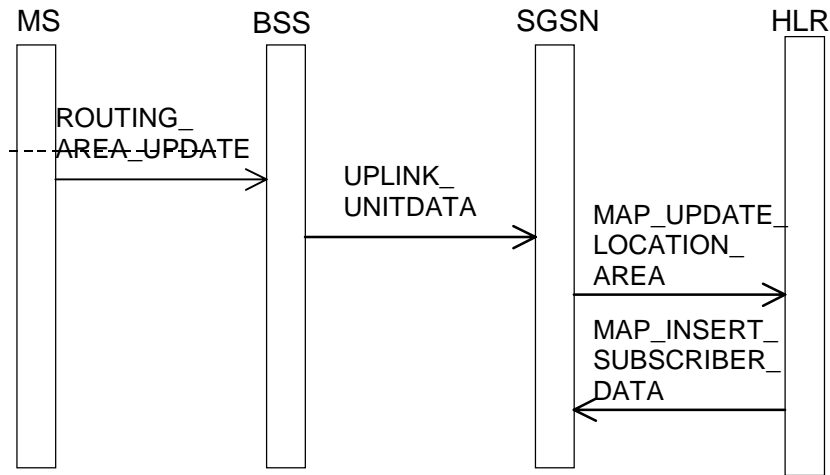 MS BSS SGSN HLR
ROUTING_
AREA_UPDATE
UPLINK_
UNITDATA
MAP_UPDATE_
LOCATION_
AREA
MAP_INSERT_
SUBSCRIBER_
DATA